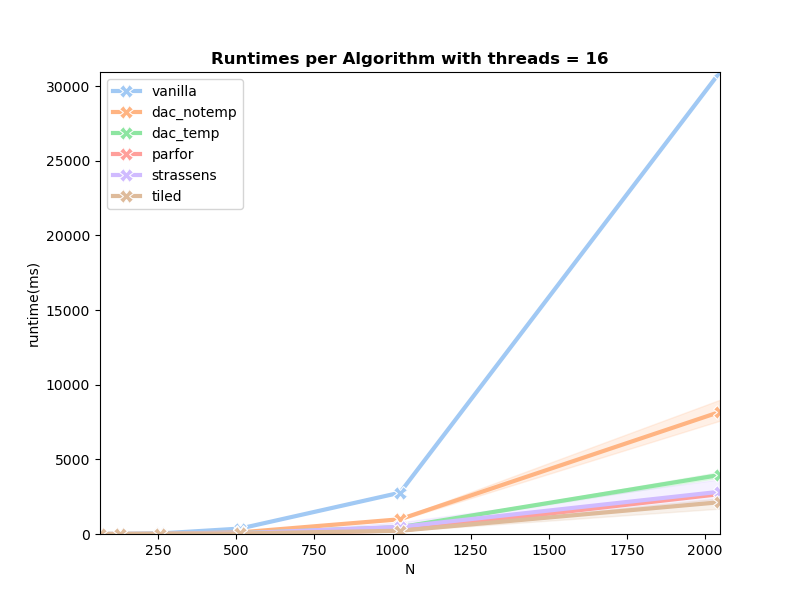 Runtimes per Algorithm with threads = 16
30000
25000
20000
15000
10000
5000
0
runtime(ms)
vanilla
dac_notemp
dac_temp
parfor
strassens
tiled
250 500 750 1000 1250 1500 1750 2000
N